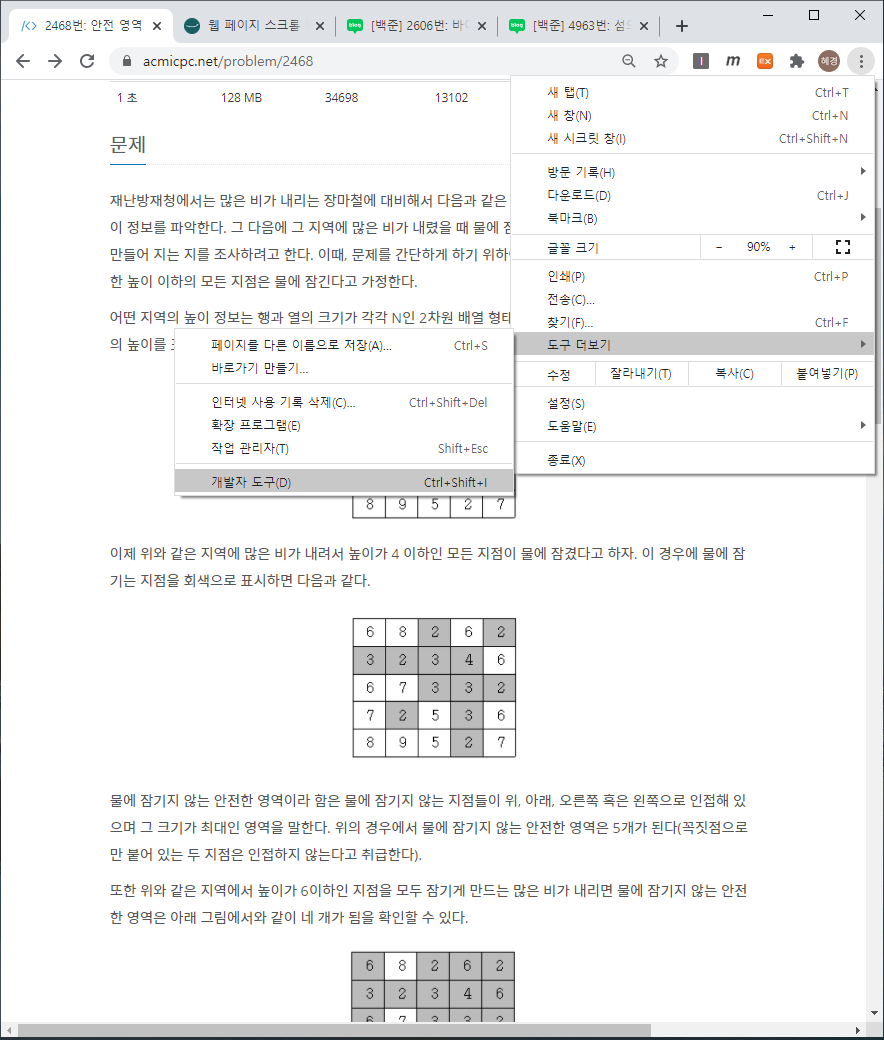 2468번: 안전 영역
웹 페이지 스크롤
[백준] 2606번: 바이
[백준] 4963번: 섬의
acmicpc.net/problem/2468
혜경
1 초 128 MB 34698 13102
문제
재난방재청에서는 많은 비가 내리는 장마철에 대비해서 다음과 같은
이 정보를 파악한다. 그 다음에 그 지역에 많은 비가 내렸을 때 물에 잠
만들어 지는 지를 조사하려고 한다. 이때, 문제를 간단하게 하기 위하여
한 높이 이하의 모든 지점은 물에 잠긴다고 가정한다.
어떤 지역의 높이 정보는 행과 열의 크기가 각각 N인 2차원 배열 형태
의 높이를
새 탭(T) Ctrl+T
새 창(N) Ctrl+N
새 시크릿 창(I) Ctrl+Shift+N
방문 기록(H)
다운로드(D) Ctrl+J
북마크(B)
글꼴 크기 − 90% +
인쇄(P) Ctrl+P
전송(C)...
찾기(F)... Ctrl+F
도구 더보기
수정 잘라내기(T) 복사(C) 붙여넣기(P)
설정(S)
도움말(E)
종료(X)
페이지를 다른 이름으로 저장(A)... Ctrl+S
바로가기 만들기...
인터넷 사용 기록 삭제(C)... Ctrl+Shift+Del
확장 프로그램(E)
작업 관리자(T) Shift+Esc
개발자 도구(D) Ctrl+Shift+I
8 9 5 2 7
이제 위와 같은 지역에 많은 비가 내려서 높이가 4 이하인 모든 지점이 물에 잠겼다고 하자. 이 경우에 물에 잠
기는 지점을 회색으로 표시하면 다음과 같다.
6 8 2 6 2
3 2 3 4 6
6 7 3 3 2
7 2 5 3 6
8 9 5 2 7
물에 잠기지 않는 안전한 영역이라 함은 물에 잠기지 않는 지점들이 위, 아래, 오른쪽 혹은 왼쪽으로 인접해 있
으며 그 크기가 최대인 영역을 말한다. 위의 경우에서 물에 잠기지 않는 안전한 영역은 5개가 된다(꼭짓점으로
만 붙어 있는 두 지점은 인접하지 않는다고 취급한다).
또한 위와 같은 지역에서 높이가 6이하인 지점을 모두 잠기게 만드는 많은 비가 내리면 물에 잠기지 않는 안전
한 영역은 아래 그림에서와 같이 네 개가 됨을 확인할 수 있다.
6 8 2 6 2
3 2 3 4 6
6 7 3 3 2